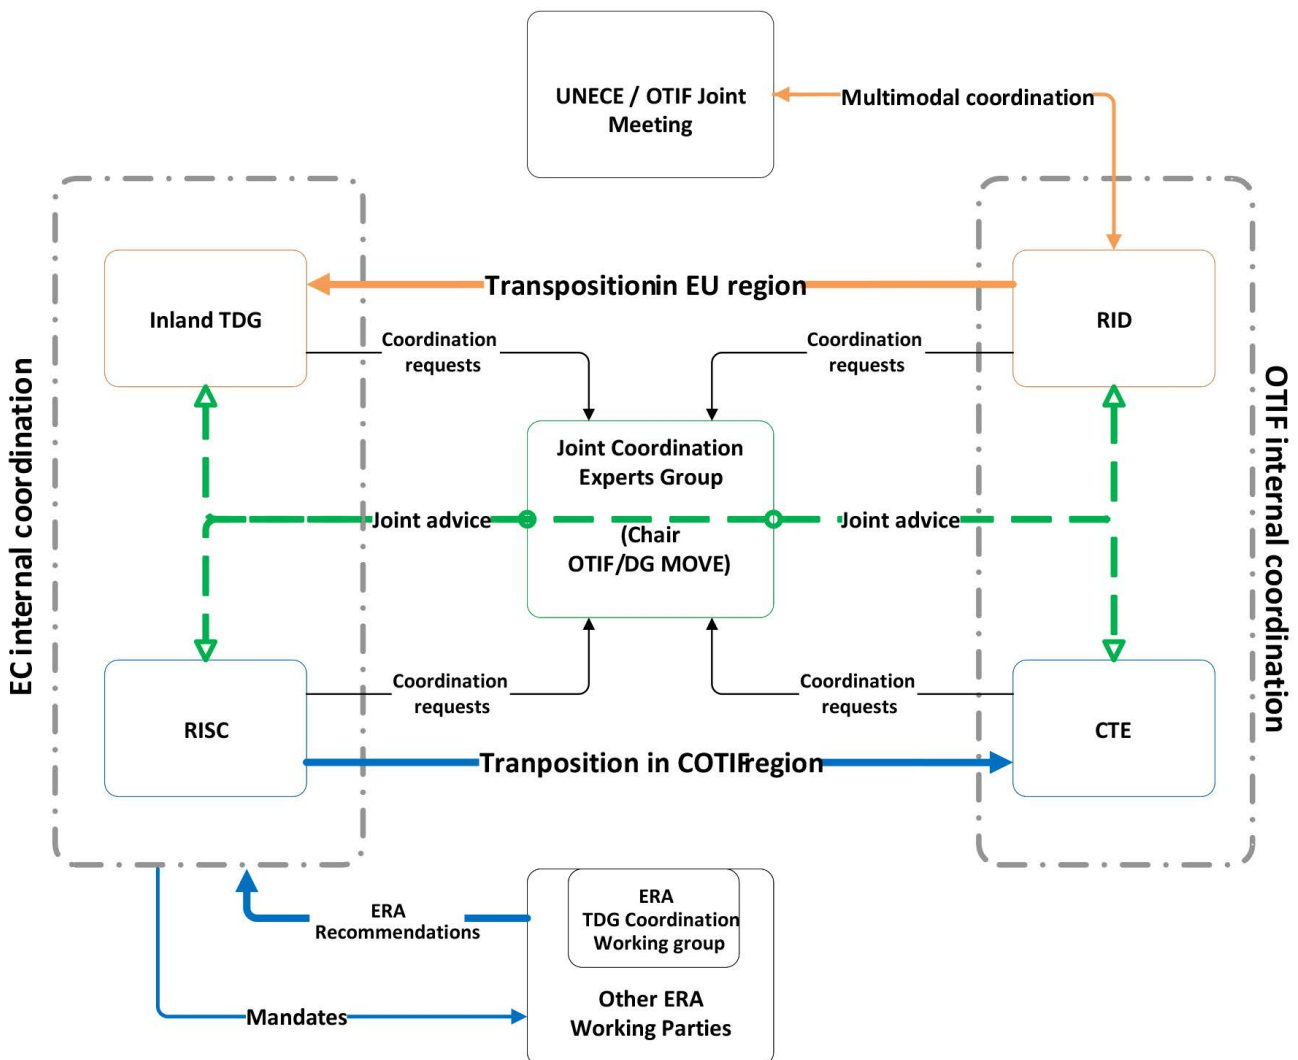 UNECE / OTIF Joint
Meeting
Multimodal coordination
EC internal coordination
OTIF internal coordination
Inland TDG
Transpositionin EU region
RID
Coordination
requests
Coordination
requests
Joint Coordination
Experts Group
Joint advice
Joint advice
(Chair
OTIF/DG MOVE)
Coordination
requests
Coordination
requests
RISC
CTE
Tranposition in COTIFregion
ERA
Recommendations
ERA
TDG Coordination
Working group
Other ERA
Working Parties
Mandates